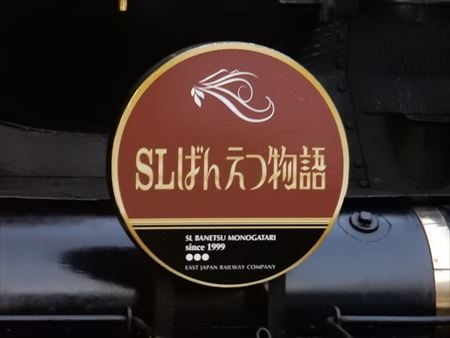 SLばんえつ物語
SL BANETSU MONOGATARI
since 1999
EAST JAPAN RAILWAY COMPANY